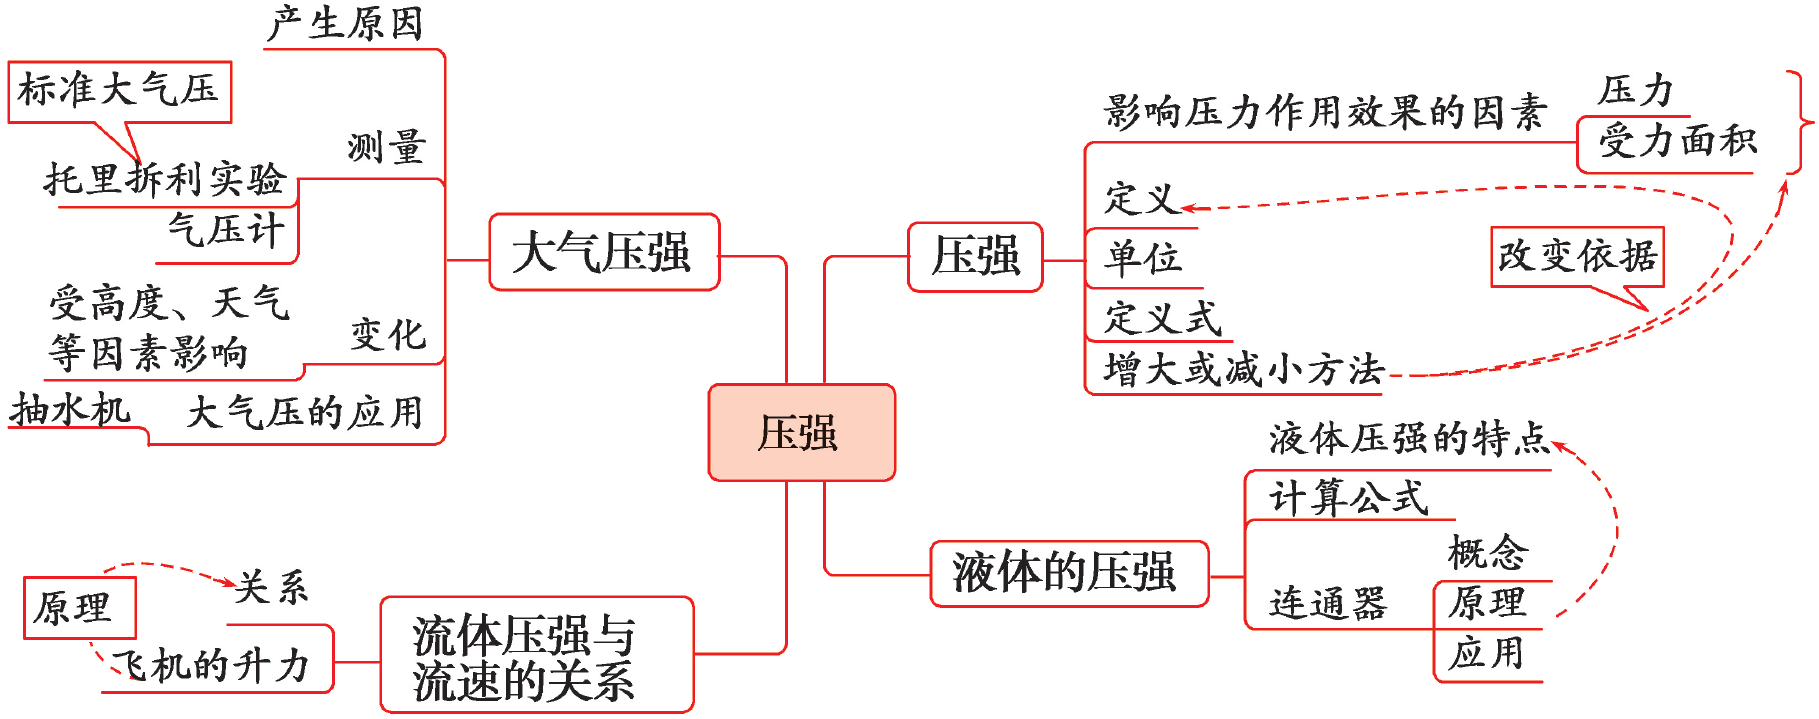 产生原因
标准大气压
测量
托里拆利实验
气压计
受高度、天气
等因素影响
变化
抽水机
大气压的应用
大气压强
压强
影响压力作用效果的因素
压力
受力面积
定义
单位
定义式
增大或减小方法
改变依据
压强
液体的压强
液体压强的特点
计算公式
连通器
概念
原理
应用
流体压强与
流速的关系
关系
原理
飞机的升力